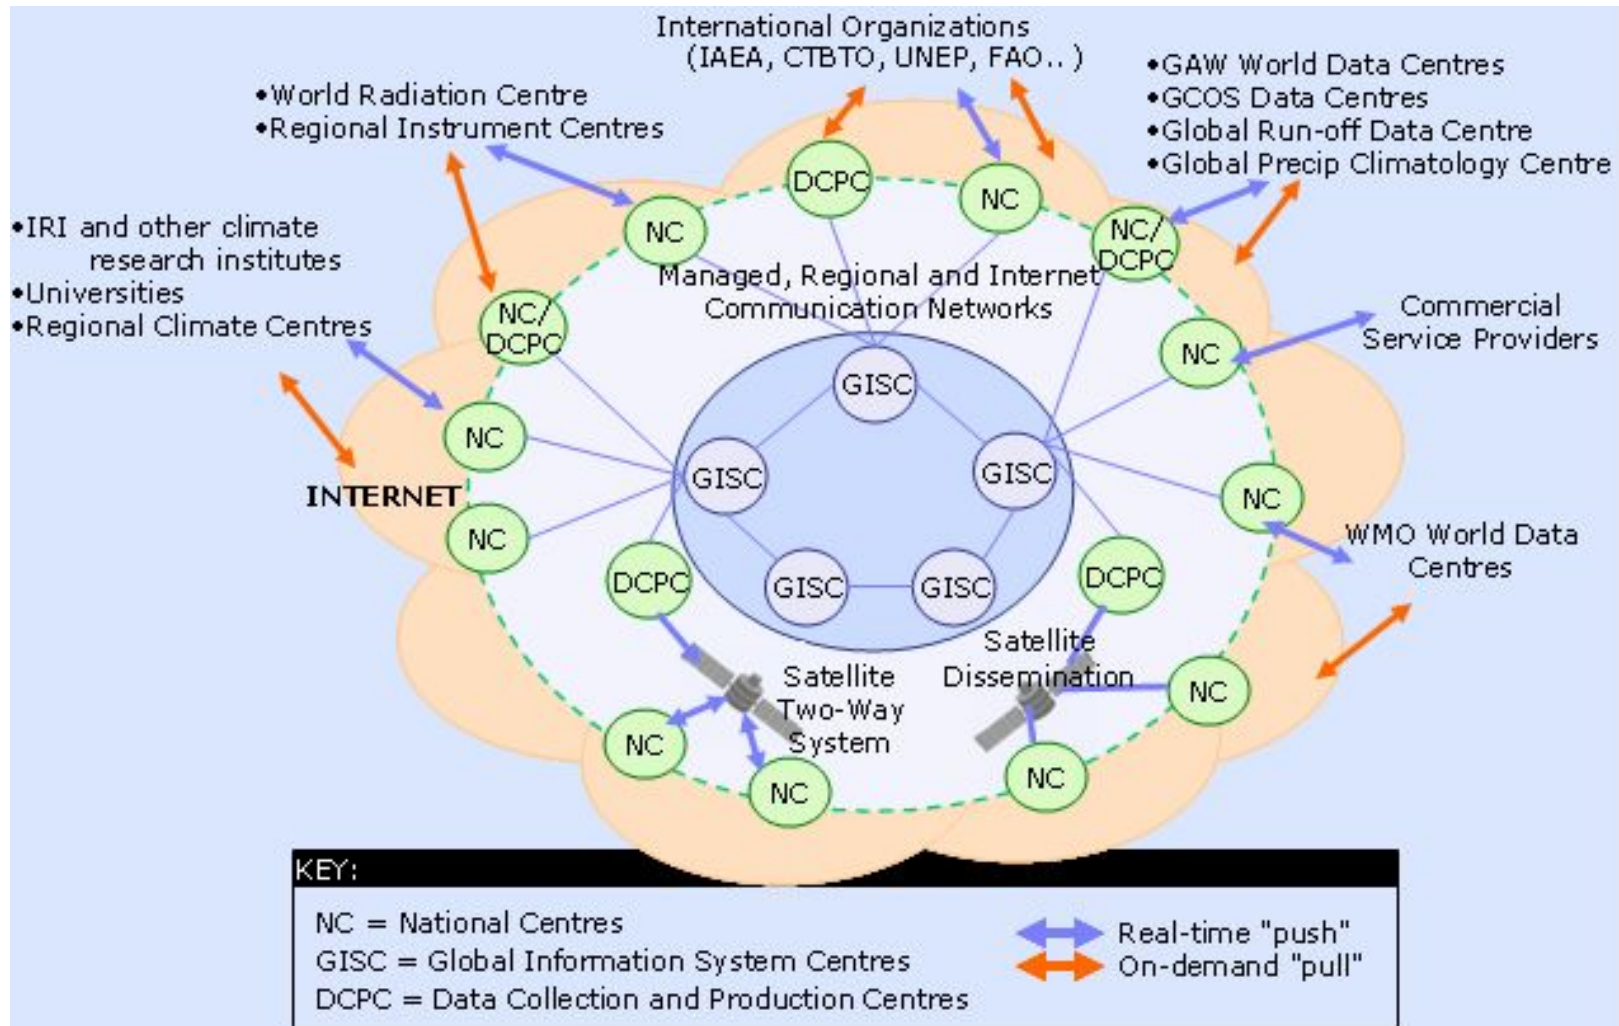 International Organizations
(IAEA, CTBTO, UNEP, FAO.. )
•World Radiation Centre
•Regional Instrument Centres
•GAW World Data Centres
•GCOS Data Centres
•Global Run-off Data Centre
•Global Precip Climatology Centre
•IRI and other climate
research institutes
•Universities
•Regional Climate Centres
DCPC
NC
NC
NC/
DCPC
Managed, Regional and Internet
Communication Networks
NC/
DCPC
Commercial
Service Providers
NC
GISC
NC
GISC
GISC
INTERNET
NC
NC
WMO World Data
Centres
DCPC
GISC
GISC
DCPC
Satellite
Dissemination
Satellite
Two-Way
System
NC
NC
NC
NC
KEY:
NC = National Centres
GISC = Global Information System Centres
DCPC = Data Collection and Production Centres
Real-time "push"
On-demand "pull"